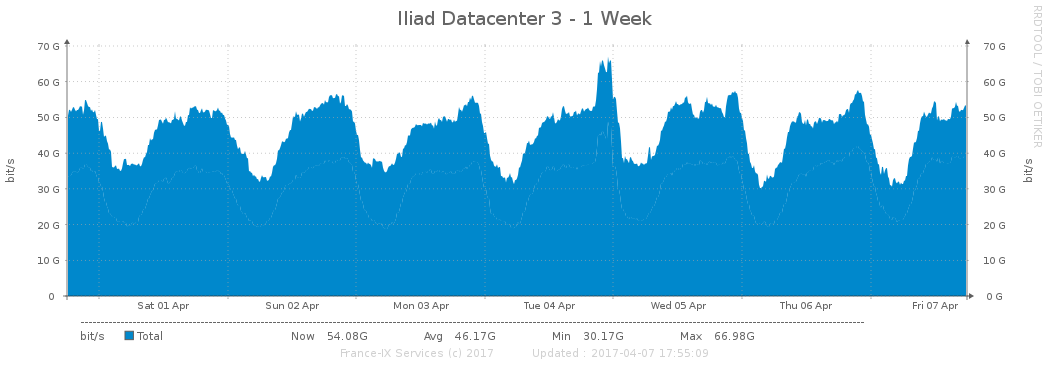 Iliad Datacenter 3 - 1 Week
RRDTOOL / TOBI OETIKER
70 G 70 G
60 G 60 G
50 G 50 G
40 G 40 G
30 G 30 G
20 G 20 G
10 G 10 G
0 0 G
bit/s bit/s
Sat 01 Apr Sun 02 Apr Mon 03 Apr Tue 04 Apr Wed 05 Apr Thu 06 Apr Fri 07 Apr
bit/s Total Now 54.08G Avg 46.17G Min 30.17G Max 66.98G
France-IX Services (c) 2017 Updated : 2017-04-07 17:55:09